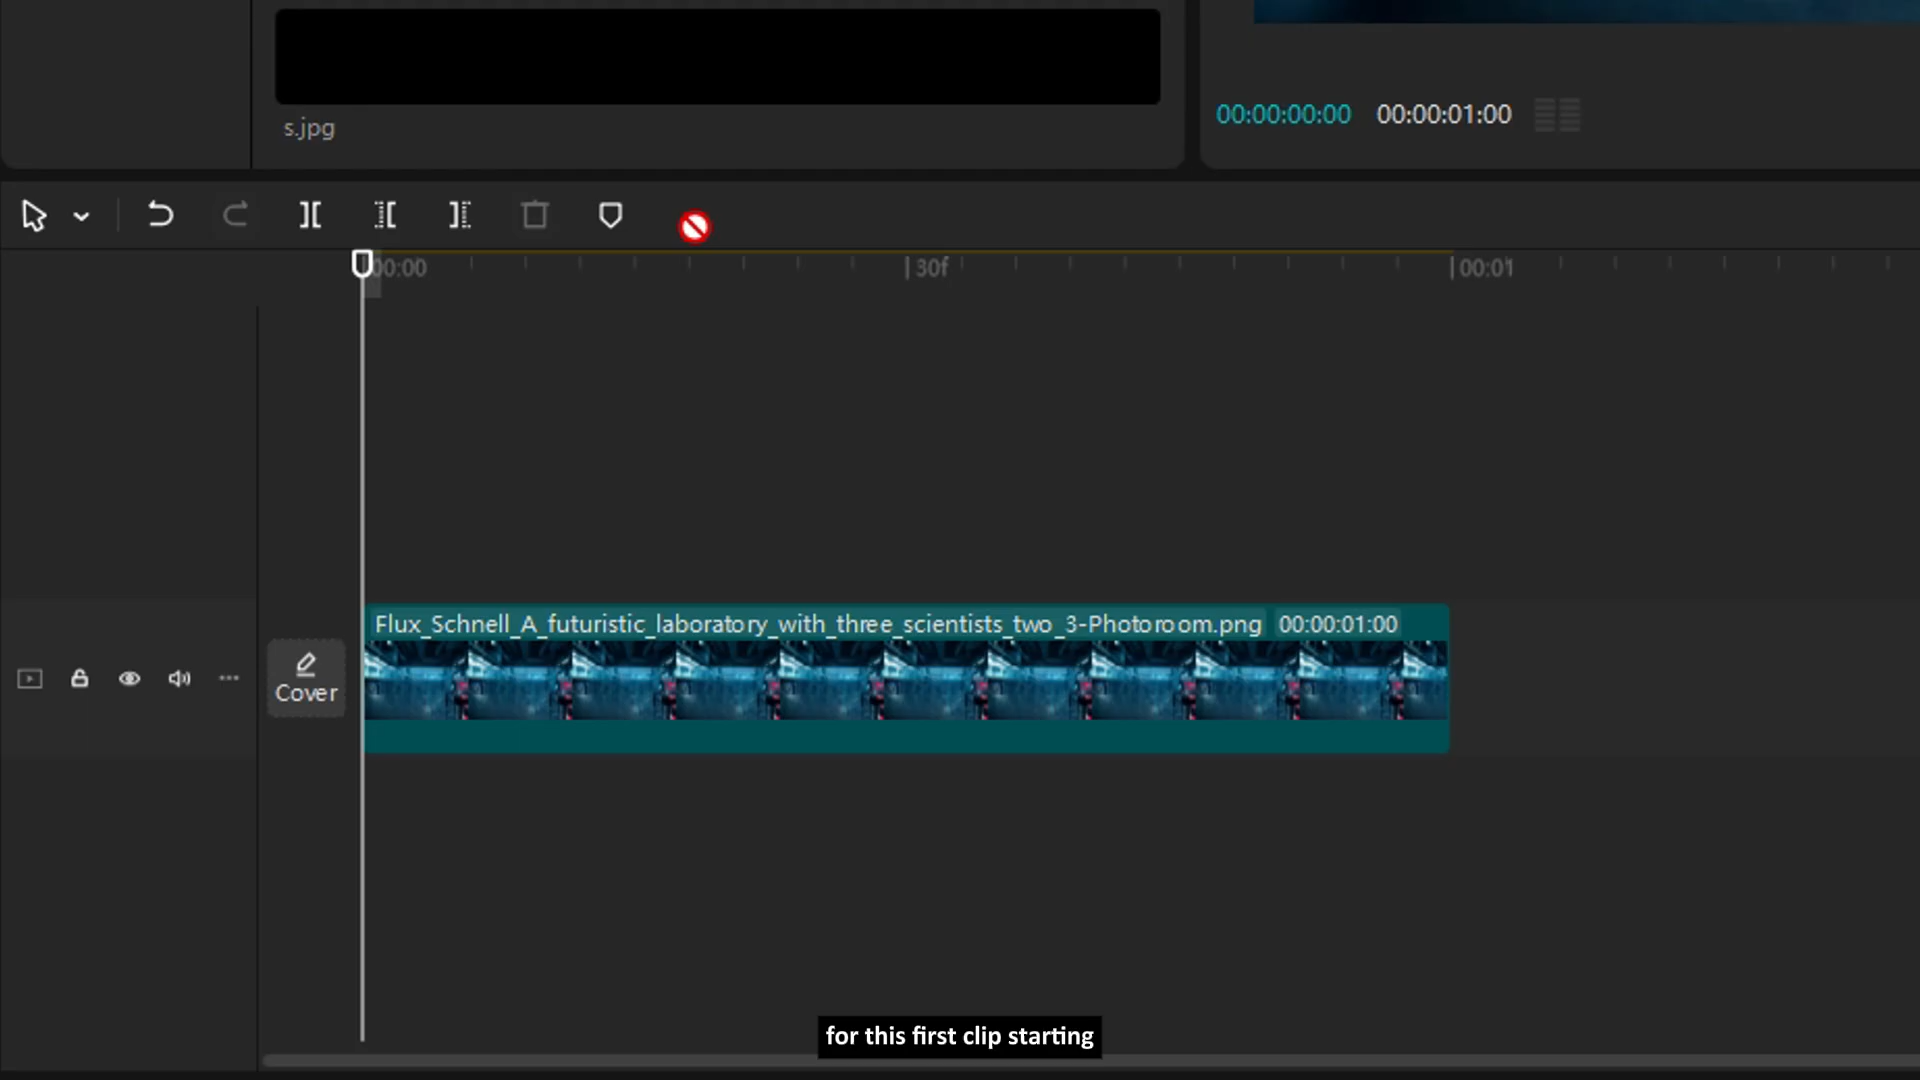 s.jpg
00:00:00:00 00:00:01:00
00:00 30f 00:01
Flux_Schnell_A_futuristic_laboratory_with_three_scientists_two_3-Photoroom.png 00:00:01:00
Cover
for this first clip starting